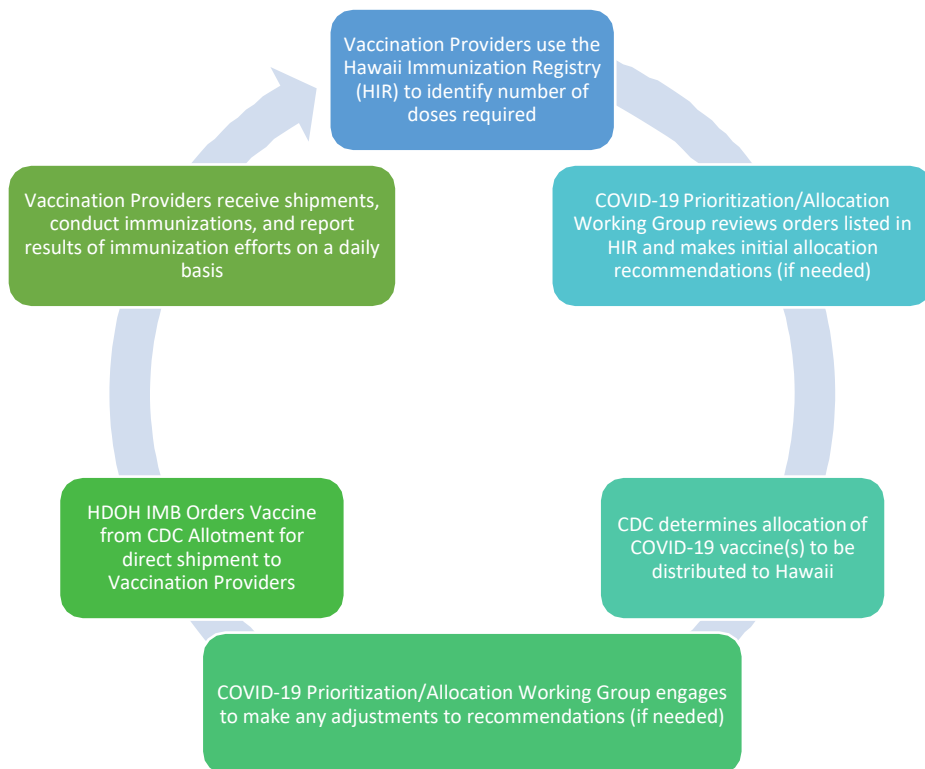 Vaccination Providers use the
Hawaii Immunization Registry
(HIR) to identify number of
doses required
COVID-19 Prioritization/Allocation
Working Group reviews orders listed in
HIR and makes initial allocation
recommendations (if needed)
CDC determines allocation of
COVID-19 vaccine(s) to be
distributed to Hawaii
COVID-19 Prioritization/Allocation Working Group engages
to make any adjustments to recommendations (if needed)
HDOH IMB Orders Vaccine
from CDC Allotment for
direct shipment to
Vaccination Providers
Vaccination Providers receive shipments,
conduct immunizations, and report
results of immunization efforts on a daily
basis